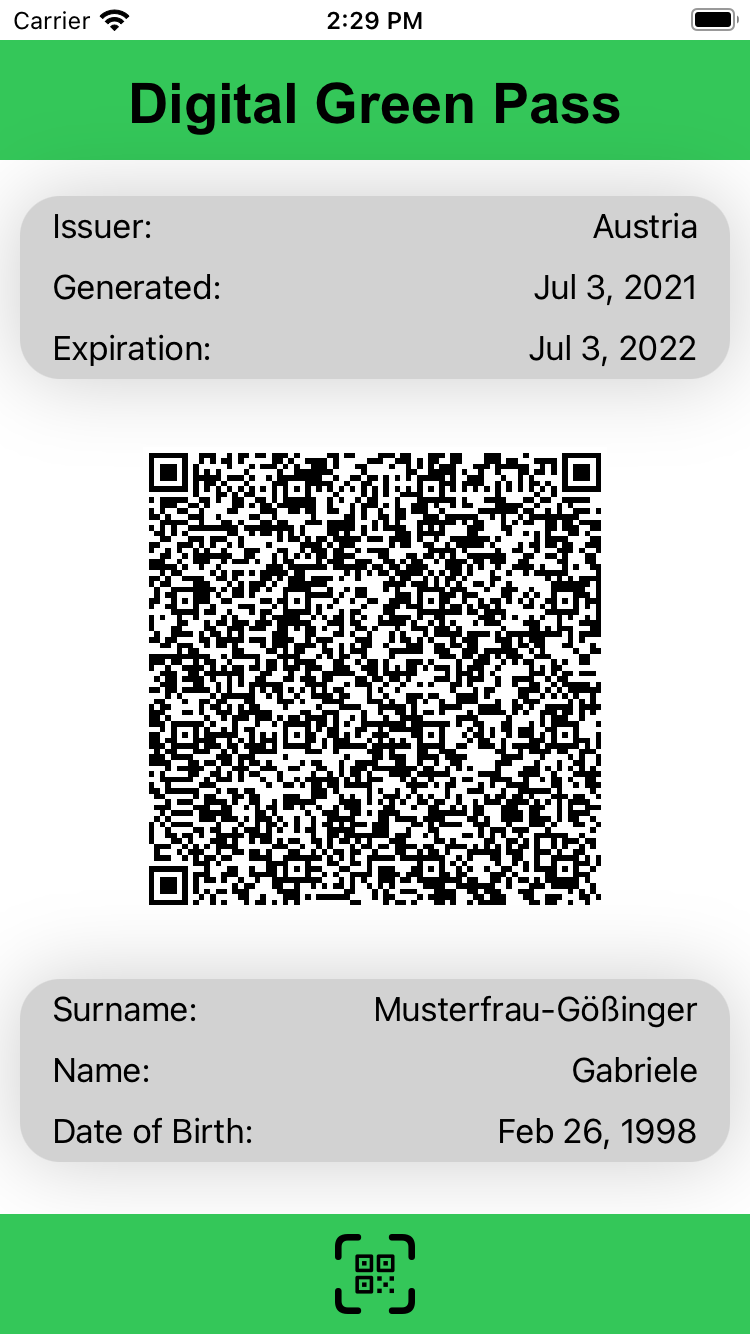 Carrier 2:29 PM
Digital Green Pass
Issuer: Austria
Generated: Jul 3, 2021
Expiration: Jul 3, 2022
Surname: Musterfrau-Gößinger
Name: Gabriele
Date of Birth: Feb 26, 1998